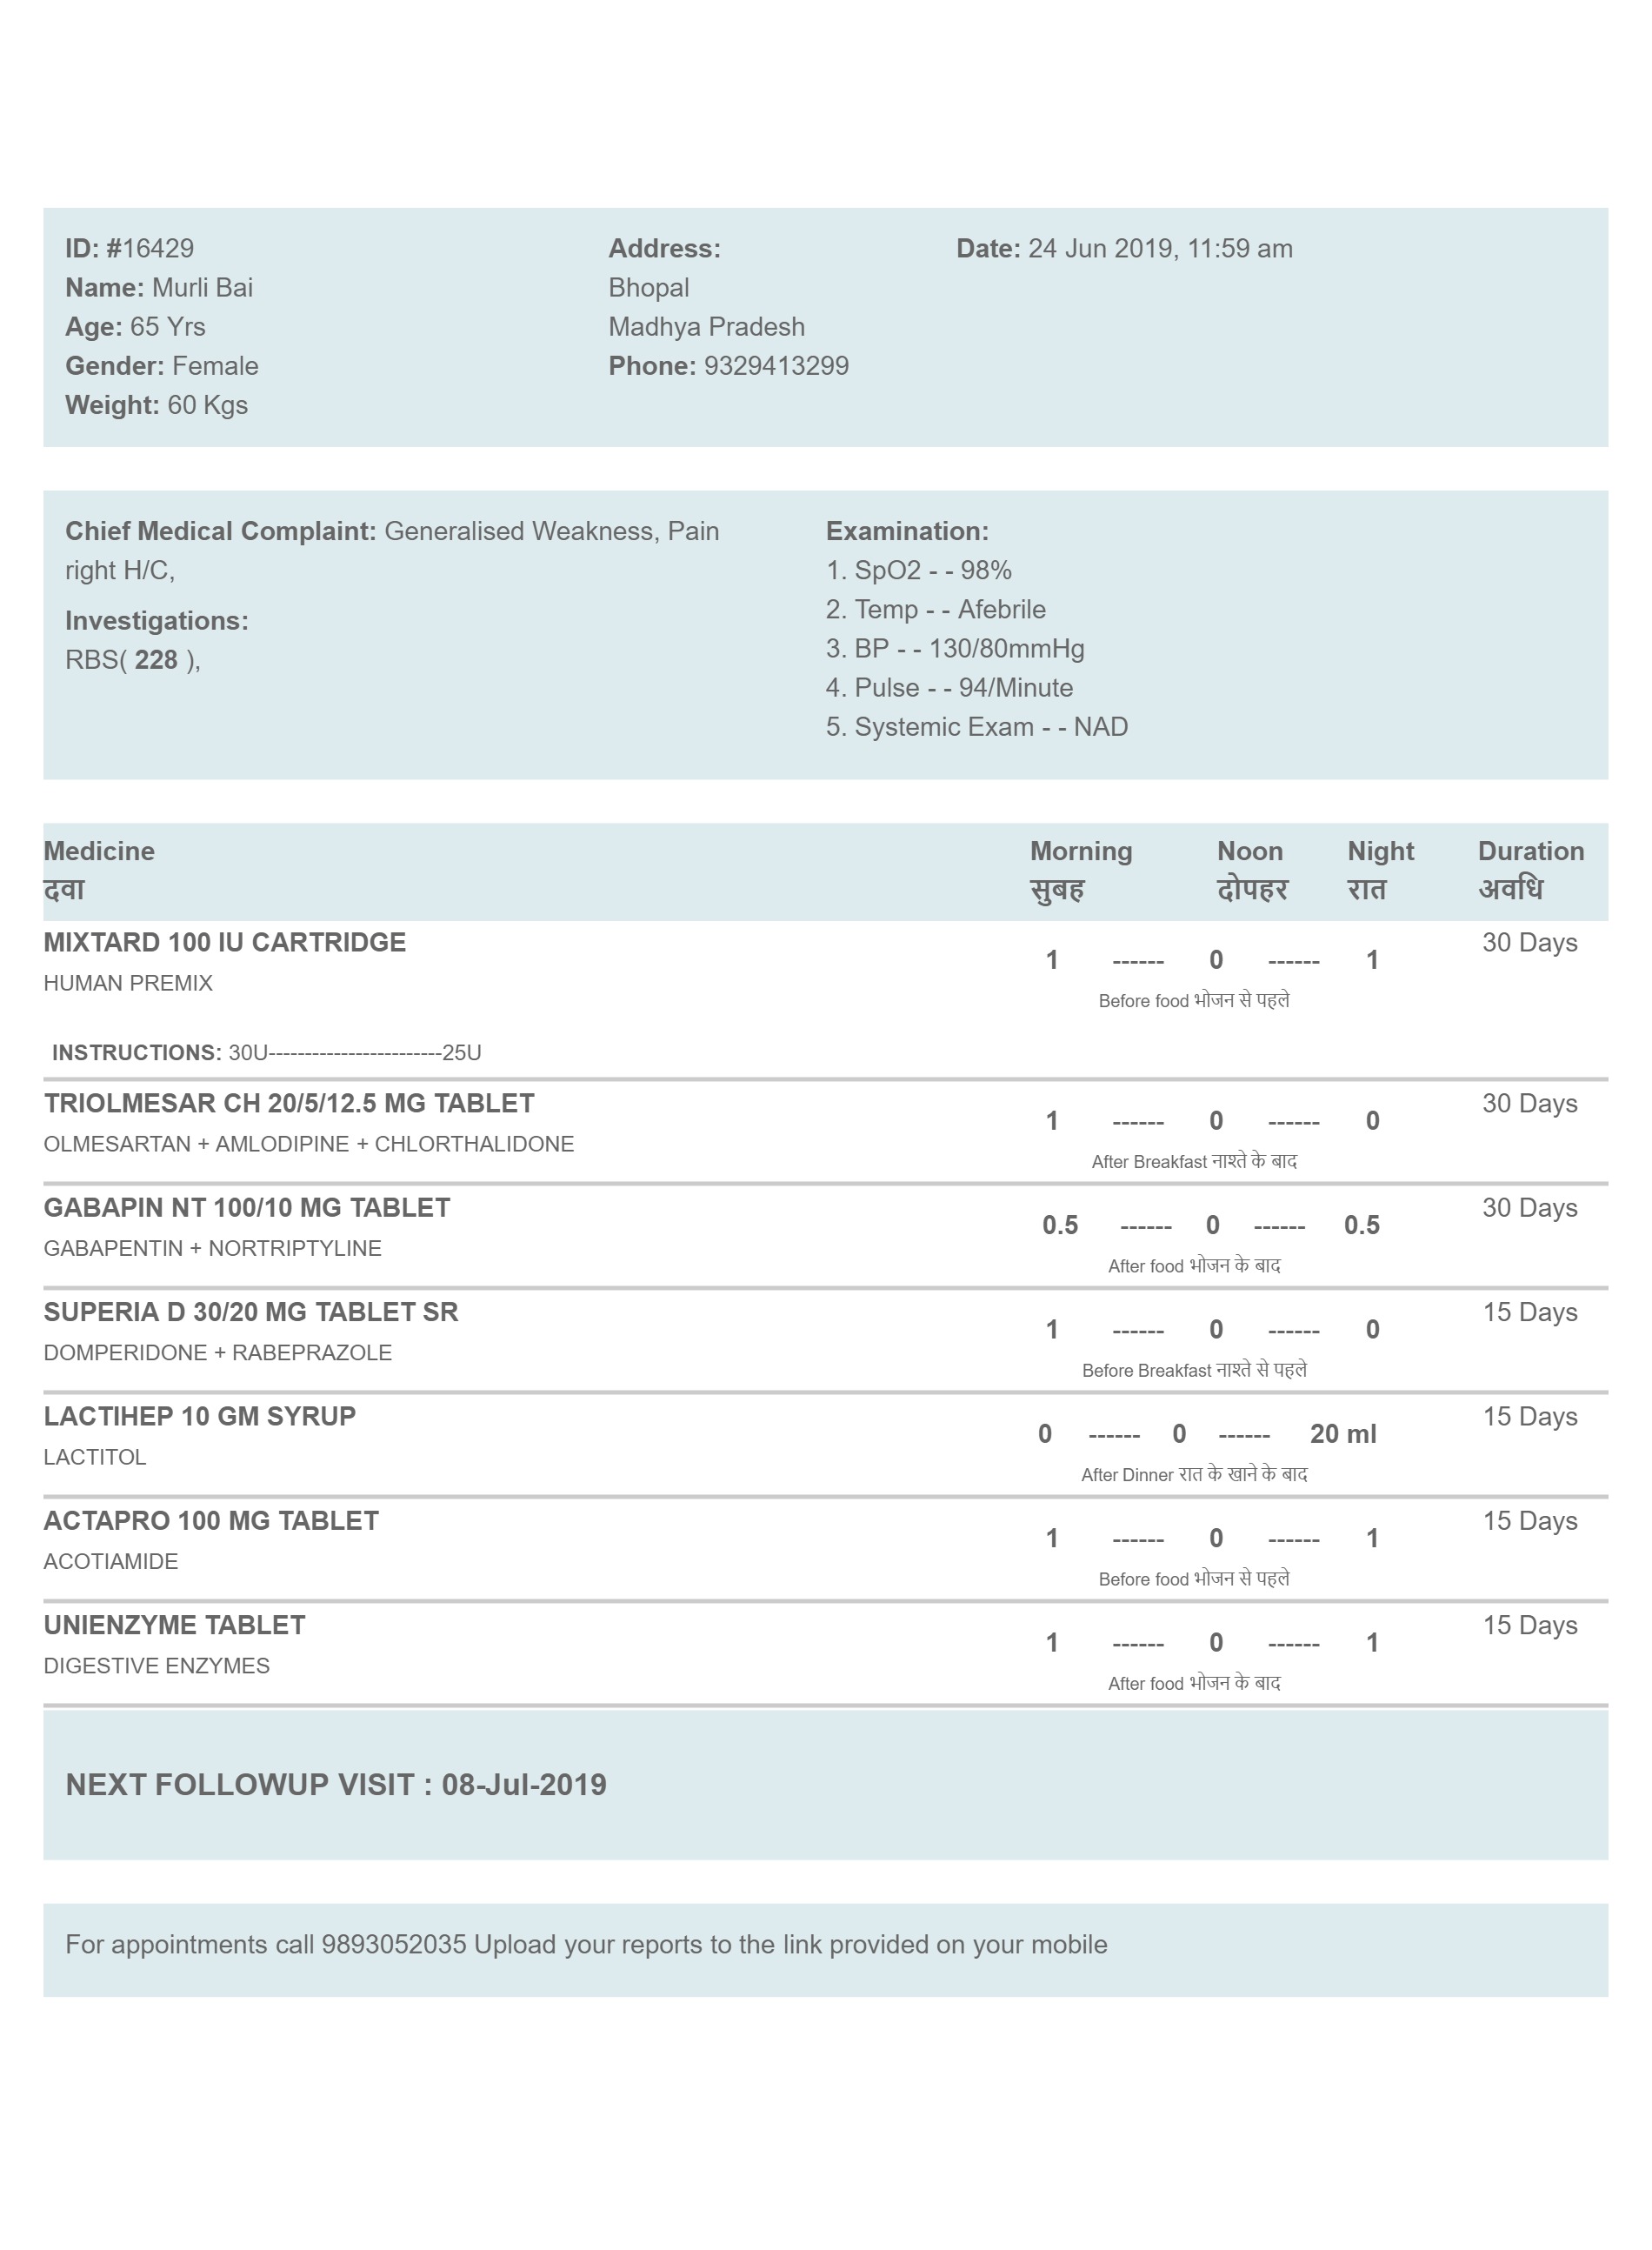 ID: #16429
Name: Murli Bai
Age: 65 Yrs
Gender: Female
Weight: 60 Kgs
Address:
Bhopal
Madhya Pradesh
Phone: 9329413299
Date: 24 Jun 2019, 11:59 am
Chief Medical Complaint: Generalised Weakness, Pain
right H/C,
Investigations:
RBS( 228 ),
Examination:
1. SpO2 - - 98%
2. Temp - - Afebrile
3. BP - - 130/80mmHg
4. Pulse - - 94/Minute
5. Systemic Exam - - NAD
Medicine Morning Noon Night Duration
दवा सुबह दोपहर रात अवधि
MIXTARD 100 IU CARTRIDGE 30 Days
1 ------ 0 ------ 1
HUMAN PREMIX
Before food भोजन से पहले
INSTRUCTIONS: 30U------------------------25U
TRIOLMESAR CH 20/5/12.5 MG TABLET 30 Days
1 ------ 0 ------ 0
OLMESARTAN + AMLODIPINE + CHLORTHALIDONE
After Breakfast नाश्ते के बाद
GABAPIN NT 100/10 MG TABLET 30 Days
0.5 ------ 0 ------ 0.5
GABAPENTIN + NORTRIPTYLINE
After food भोजन के बाद
SUPERIA D 30/20 MG TABLET SR 15 Days
1 ------ 0 ------ 0
DOMPERIDONE + RABEPRAZOLE
Before Breakfast नाश्ते से पहले
LACTIHEP 10 GM SYRUP 15 Days
0 ------ 0 ------ 20 ml
LACTITOL
After Dinner रात के खाने के बाद
ACTAPRO 100 MG TABLET 15 Days
1 ------ 0 ------ 1
ACOTIAMIDE
Before food भोजन से पहले
UNIENZYME TABLET 15 Days
1 ------ 0 ------ 1
DIGESTIVE ENZYMES
After food भोजन के बाद
NEXT FOLLOWUP VISIT : 08-Jul-2019
For appointments call 9893052035 Upload your reports to the link provided on your mobile